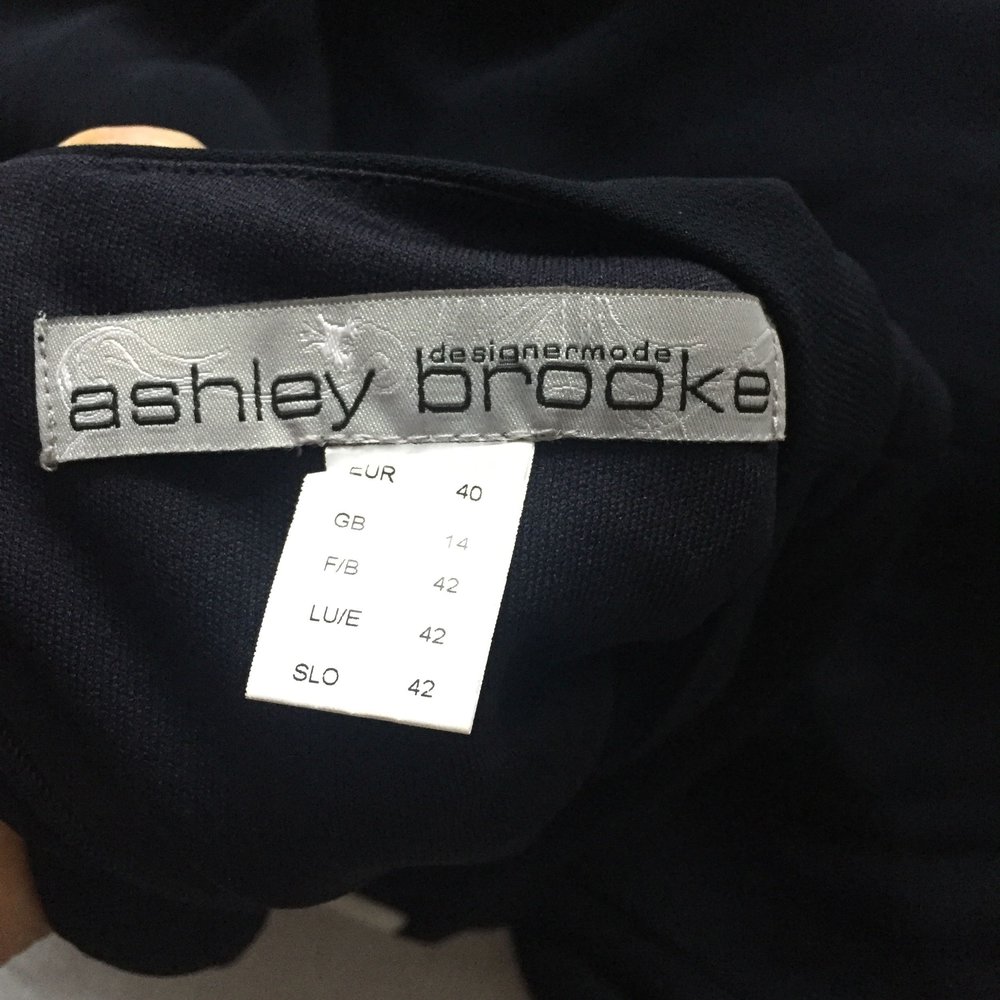 designermode
ashley brooke
EUR 40
GB 14
F/B 42
LU/E 42
SLO 42